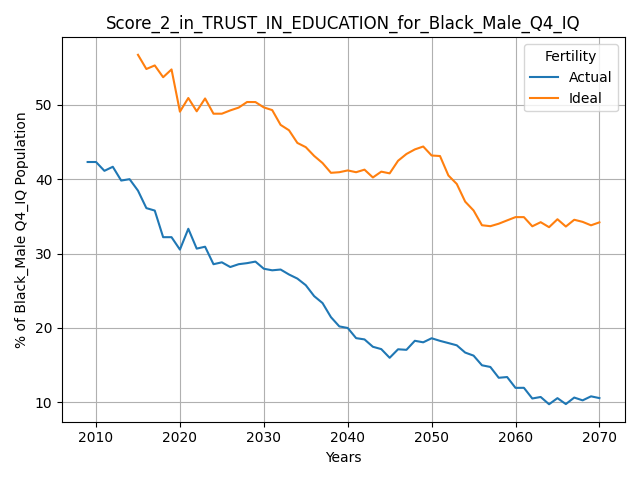 Score_2_in_TRUST_IN_EDUCATION_for_Black_Male_Q4_IQ
Fertility
Actual
Ideal
% of Black_Male Q4_IQ Population
50
40
30
20
10
2010 2020 2030 2040 2050 2060 2070
Years